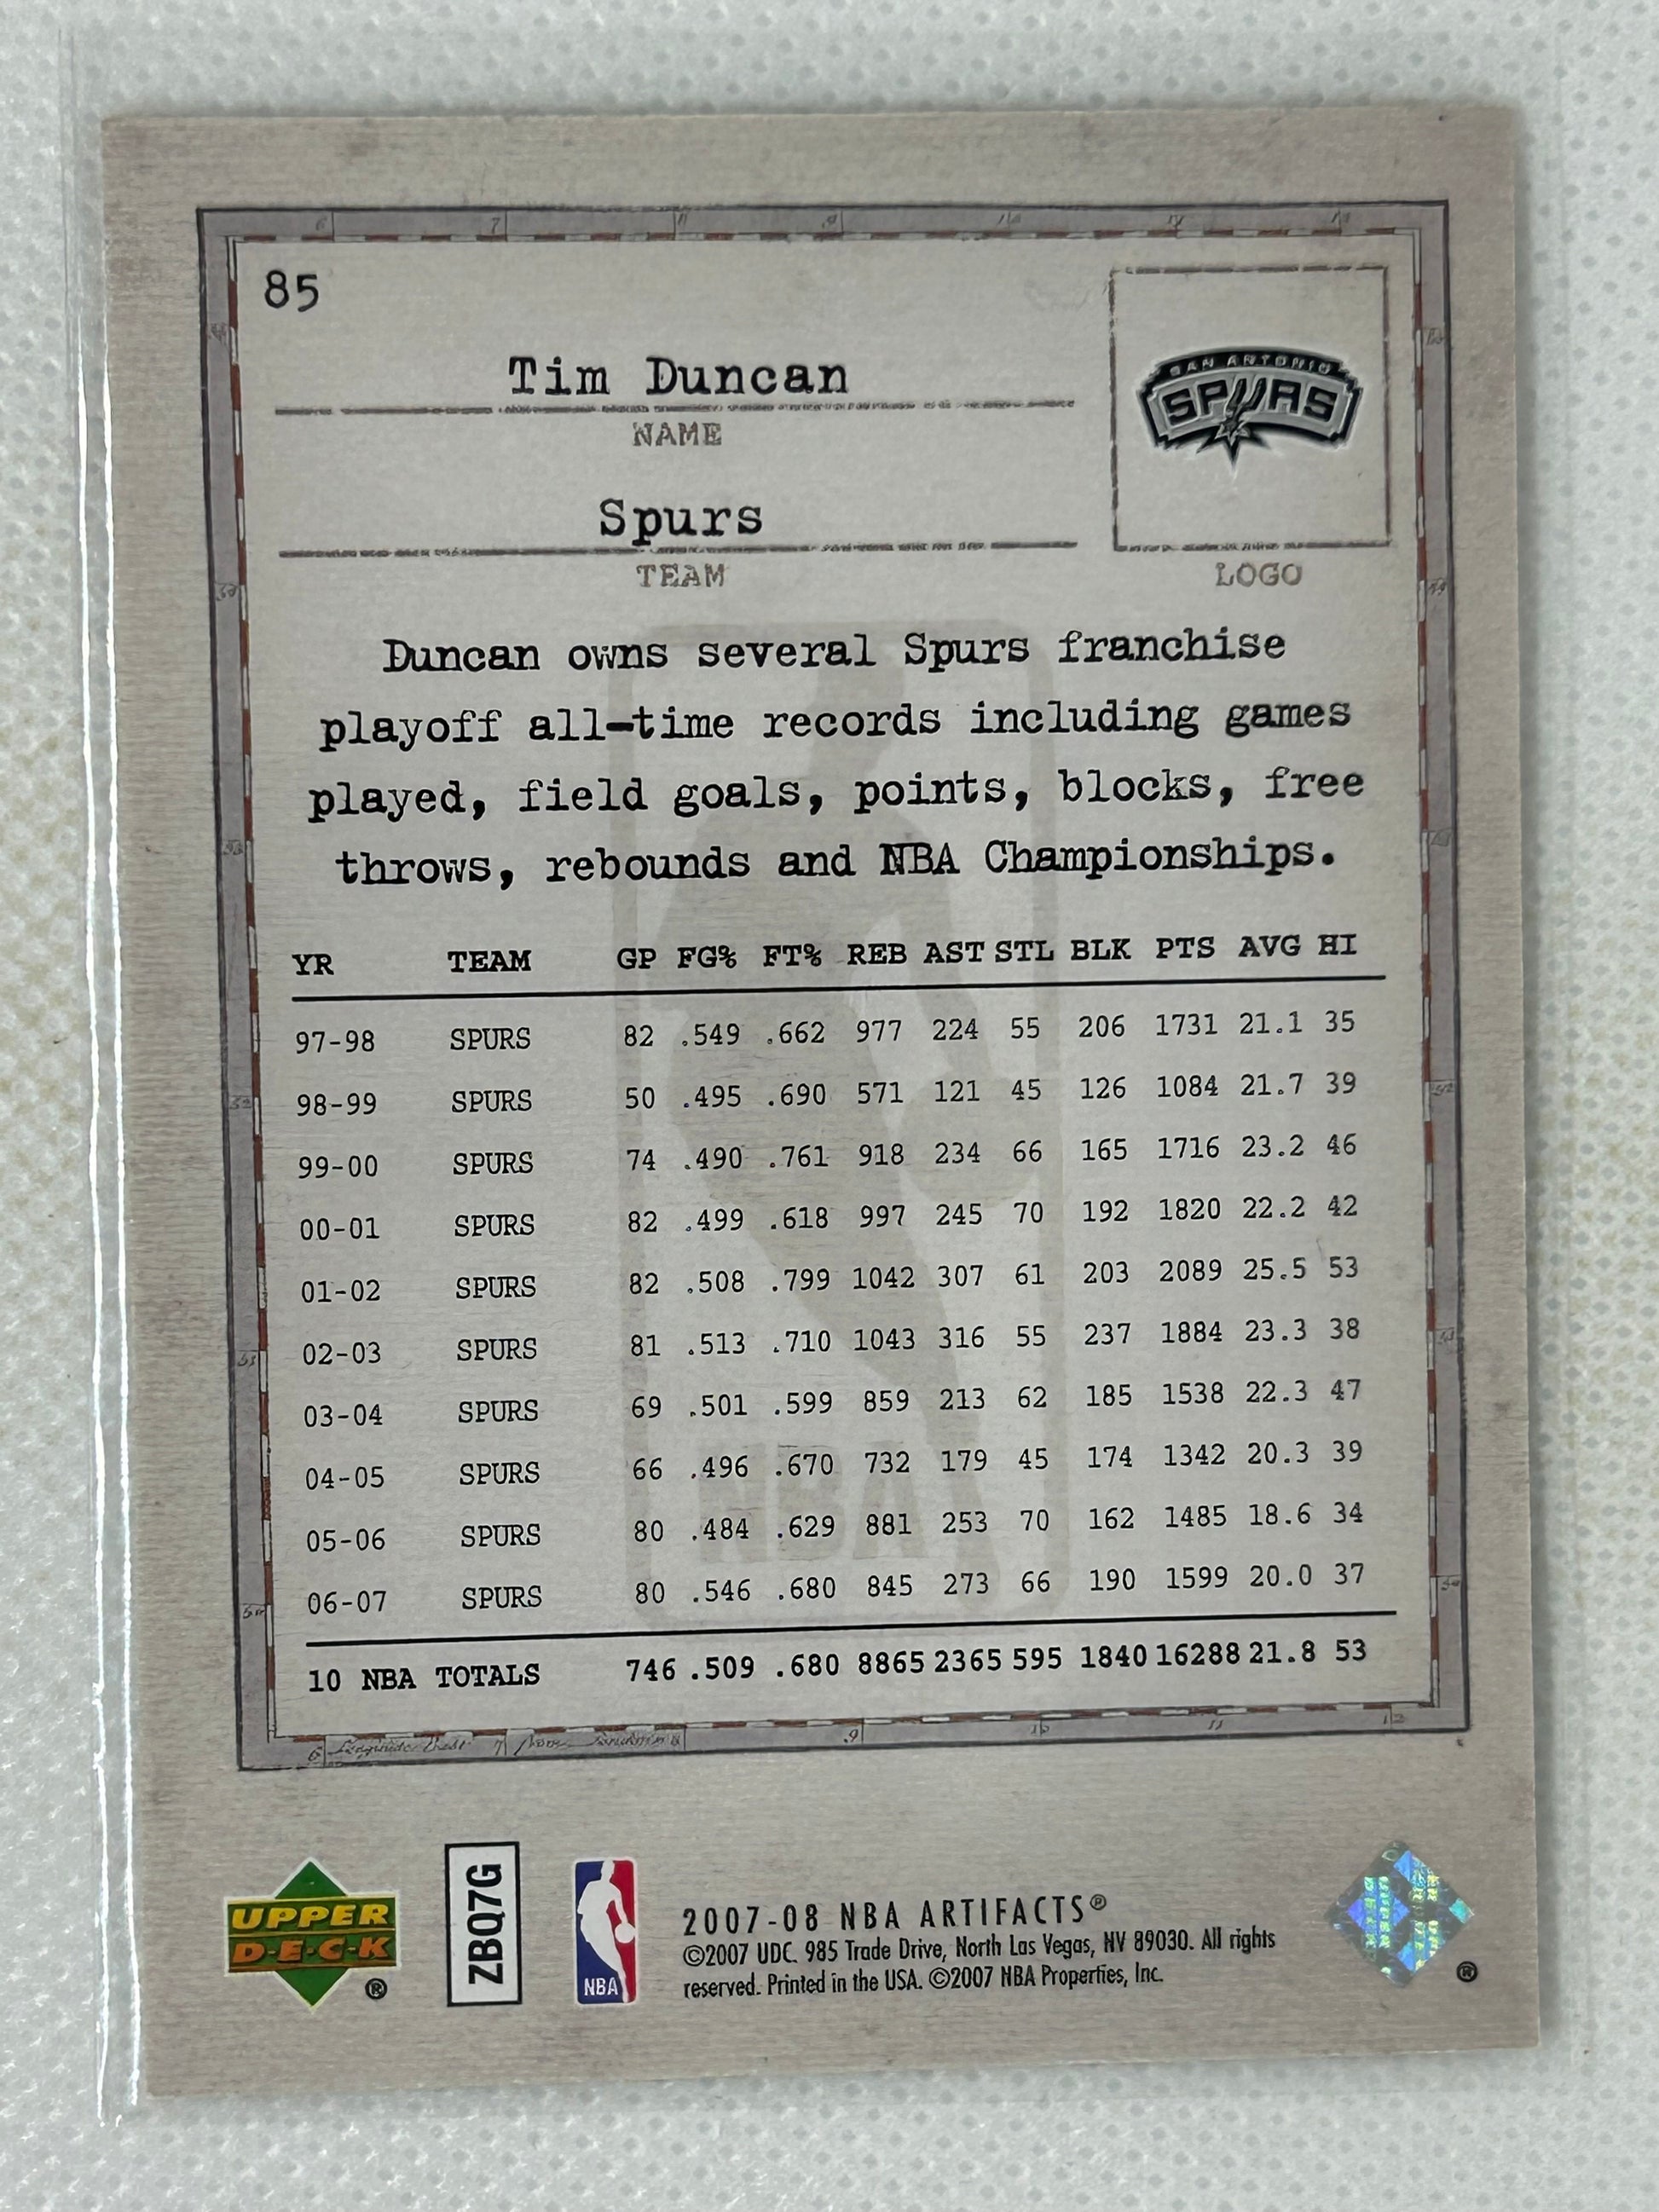 85
Tim Duncan
NAME
SAN ANTONIO
SPURS
Spurs
TEAM
LOGO
Duncan owns several Spurs franchise
playoff all-time records including games
played, field goals, points, blocks, free
throws, rebounds and NBA Championships.
YR TEAM GP FG% FT% REB AST STL BLK PTS AVG HI
97-98 SPURS 82 .549 .662 977 224 55 206 1731 21.1 35
98-99 SPURS 50 .495 .690 571 121 45 126 1084 21.7 39
99-00 SPURS 74 .490 .761 918 234 66 165 1716 23.2 46
00-01 SPURS 82 .499 .618 997 245 70 192 1820 22.2 42
01-02 SPURS 82 .508 .799 1042 307 61 203 2089 25.5 53
02-03 SPURS 81 .513 .710 1043 316 55 237 1884 23.3 38
03-04 SPURS 69 .501 .599 859 213 62 185 1538 22.3 47
04-05 SPURS 66 .496 .670 732 179 45 174 1342 20.3 39
05-06 SPURS 80 .484 .629 881 253 70 162 1485 18.6 34
06-07 SPURS 80 .546 .680 845 273 66 190 1599 20.0 37
10 NBA TOTALS 746 .509 .680 8865 2365 595 1840 16288 21.8 53
UPPER
D·E·C·K
®
ZBQ7G
NBA
2007-08 NBA ARTIFACTS®
©2007 UDC. 985 Trade Drive, North Las Vegas, NV 89030. All rights
reserved. Printed in the USA. ©2007 NBA Properties, Inc.
®